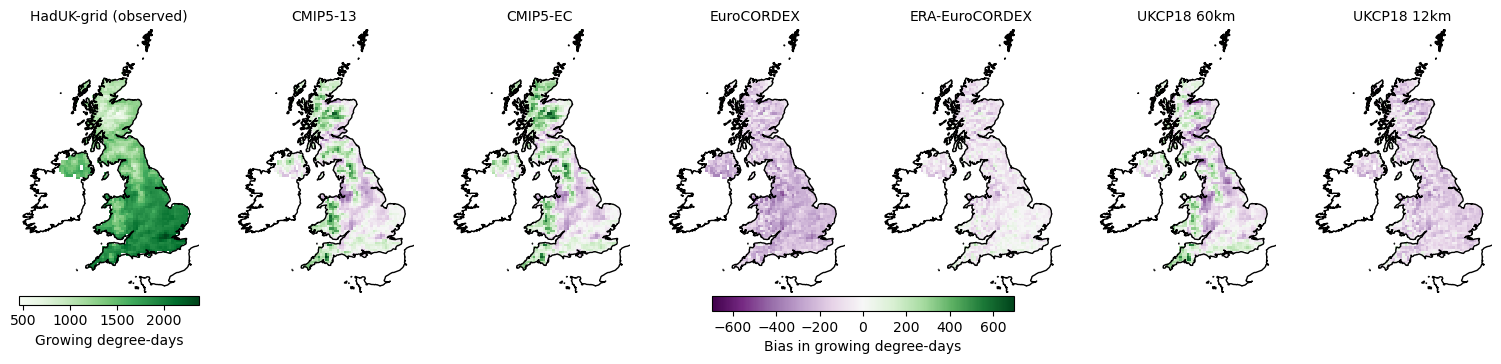 HadUK-grid (observed)
CMIP5-13
CMIP5-EC
EuroCORDEX
ERA-EuroCORDEX
UKCP18 60km
UKCP18 12km
500 1000 1500 2000
Growing degree-days
−600 −400 −200 0 200 400 600
Bias in growing degree-days